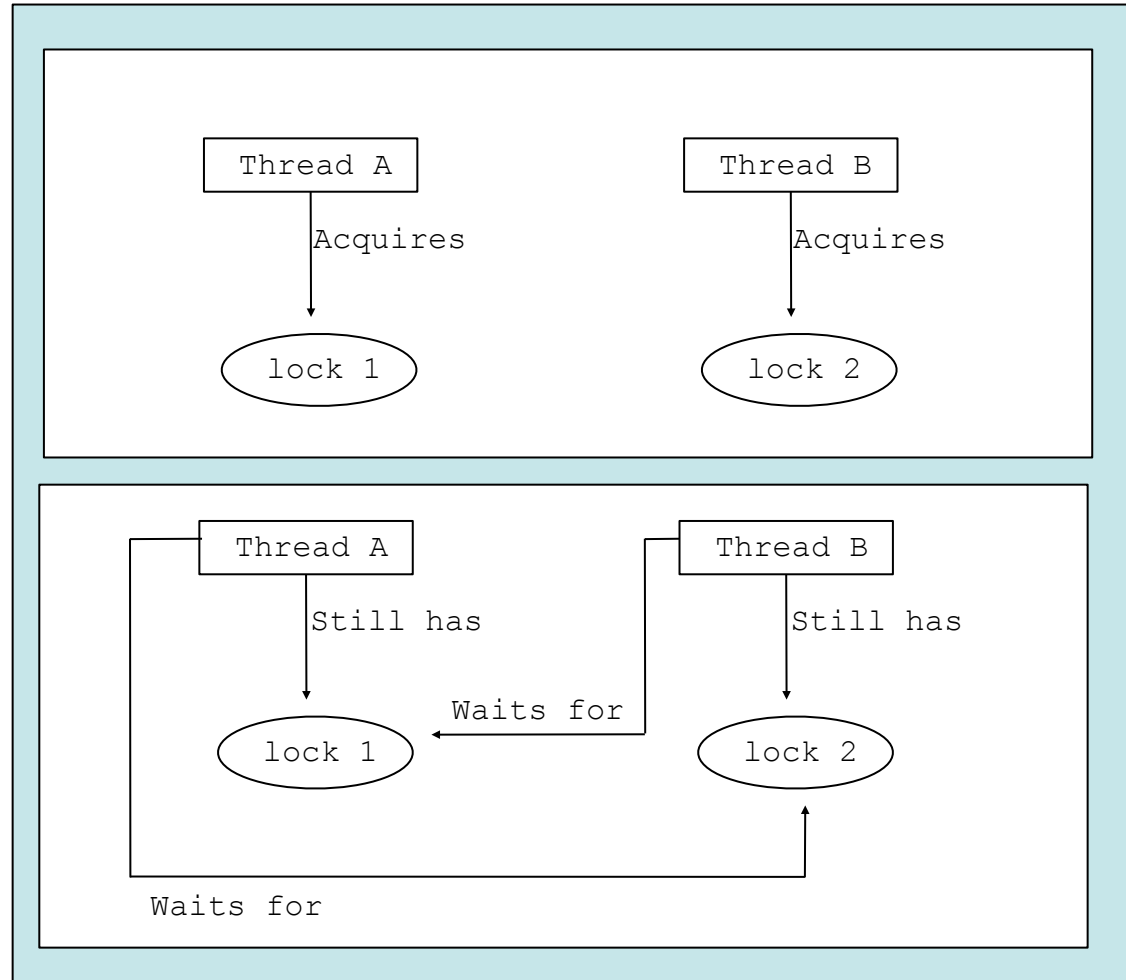 Thread A
Thread B
Acquires
Acquires
lock 1
lock 2
Thread A
Thread B
Still has
Still has
Waits for
lock 1
lock 2
Waits for